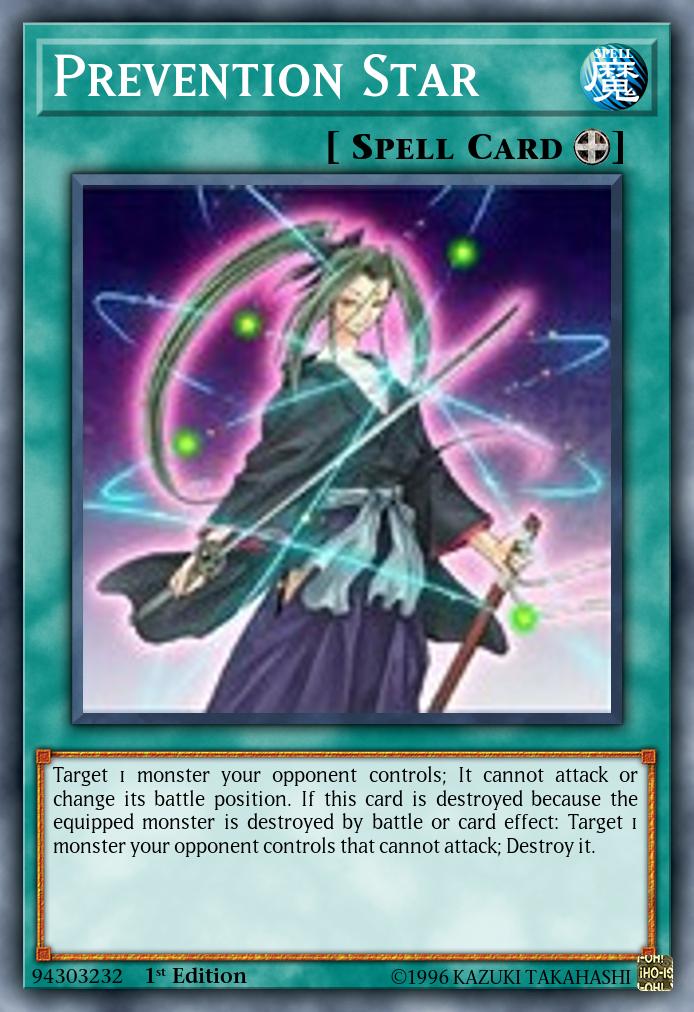 PREVENTION STAR
SPELL
魔
[ SPELL CARD ]
Target 1 monster your opponent controls; It cannot attack or
change its battle position. If this card is destroyed because the
equipped monster is destroyed by battle or card effect: Target 1
monster your opponent controls that cannot attack; Destroy it.
94303232 1st Edition ©1996 KAZUKI TAKAHASHI